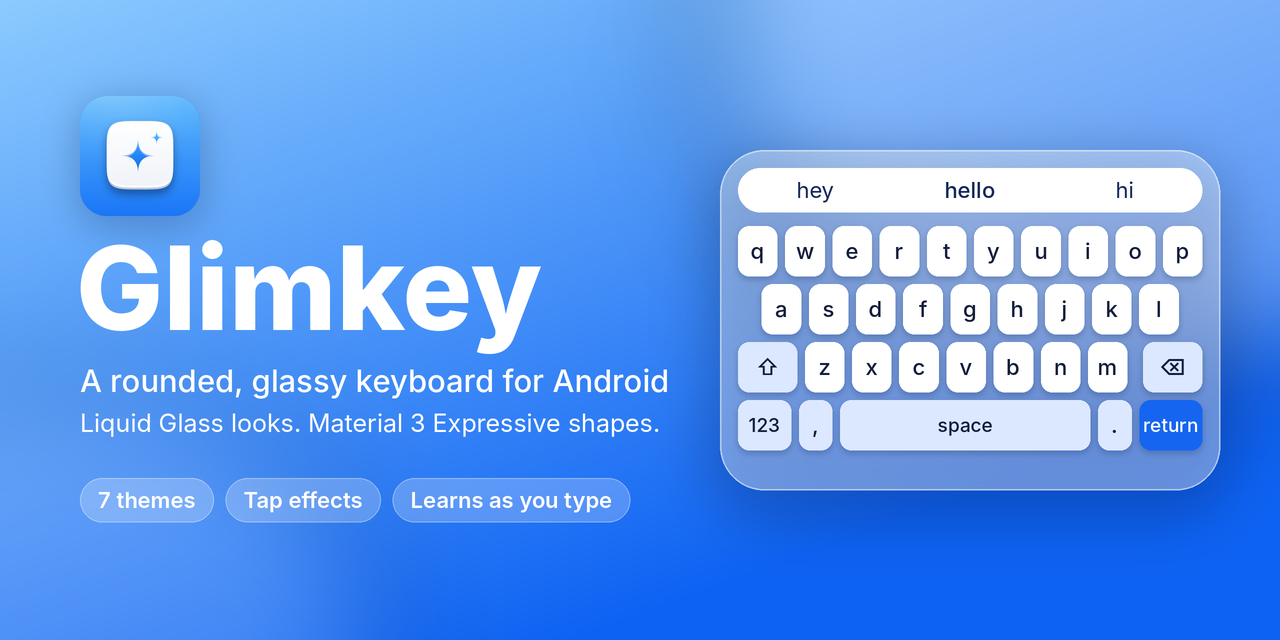 Glimkey
A rounded, glassy keyboard for Android
Liquid Glass looks. Material 3 Expressive shapes.
7 themes Tap effects Learns as you type
hey hello hi
q w e r t y u i o p
a s d f g h j k l
z x c v b n m
123 , space . return